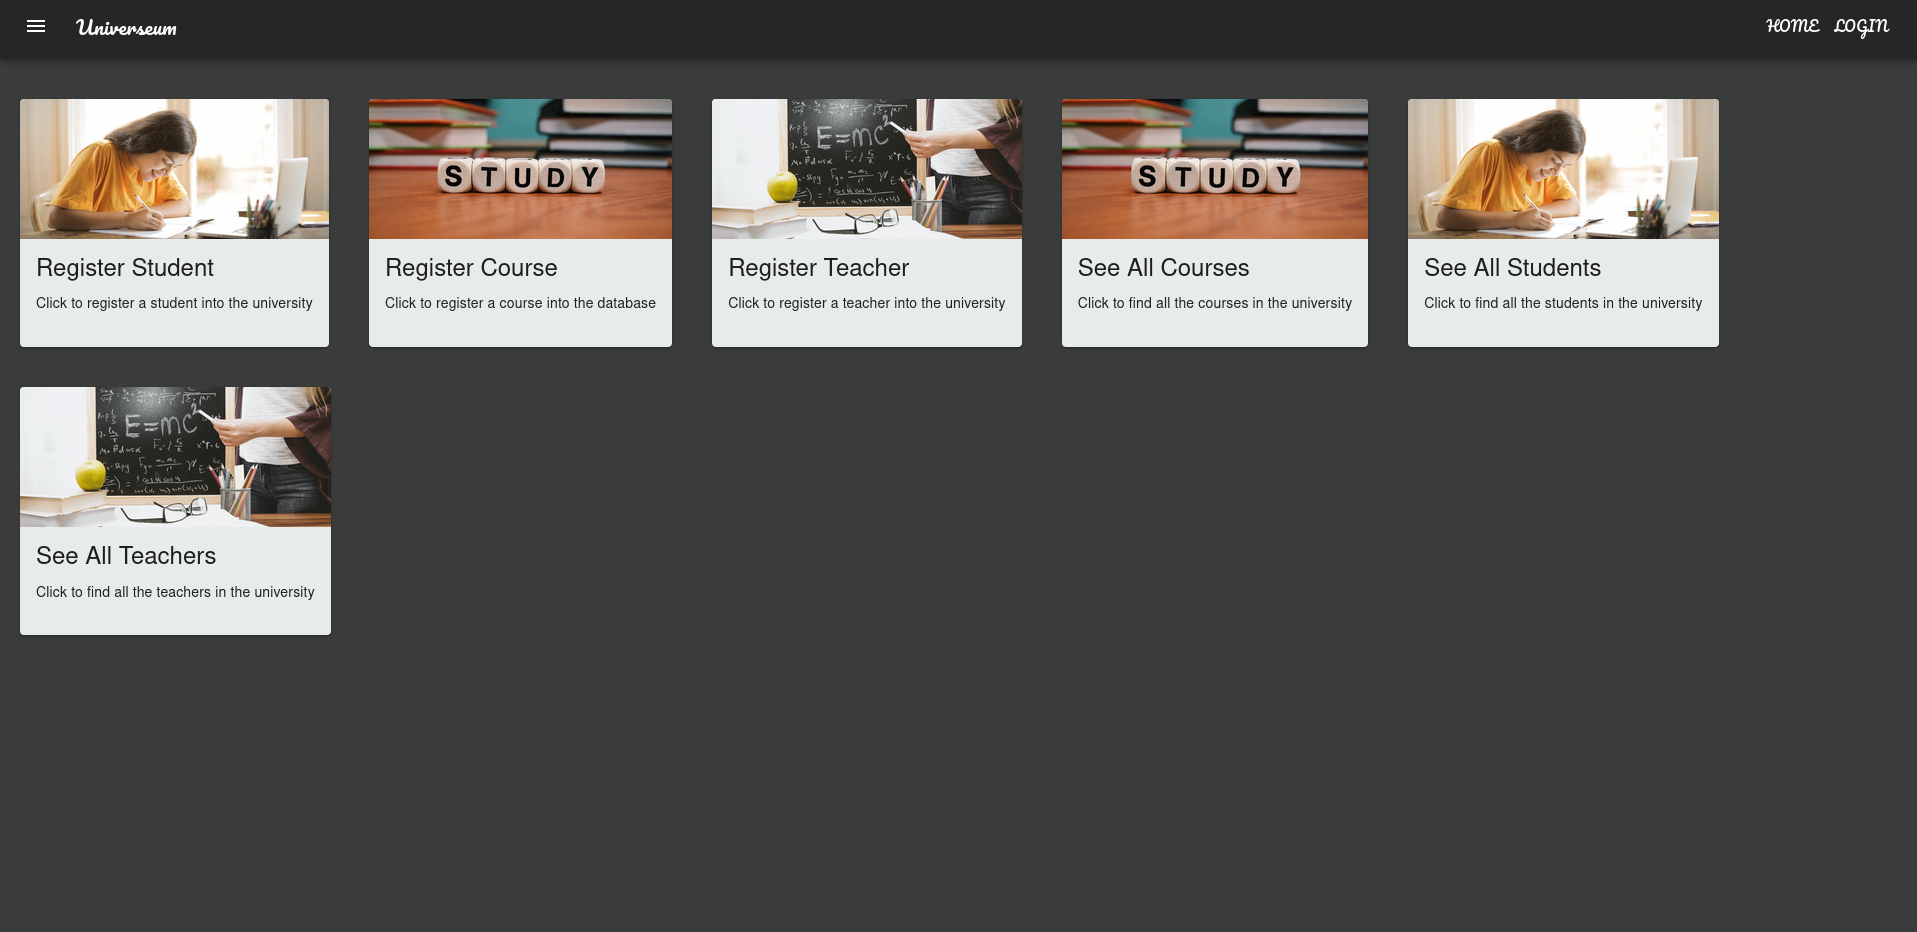 Universeum
HOME LOGIN
STUDY
E=mc²
STUDY
Register Student
Register Course
Register Teacher
See All Courses
See All Students
Click to register a student into the university
Click to register a course into the database
Click to register a teacher into the university
Click to find all the courses in the university
Click to find all the students in the university
E=mc²
See All Teachers
Click to find all the teachers in the university